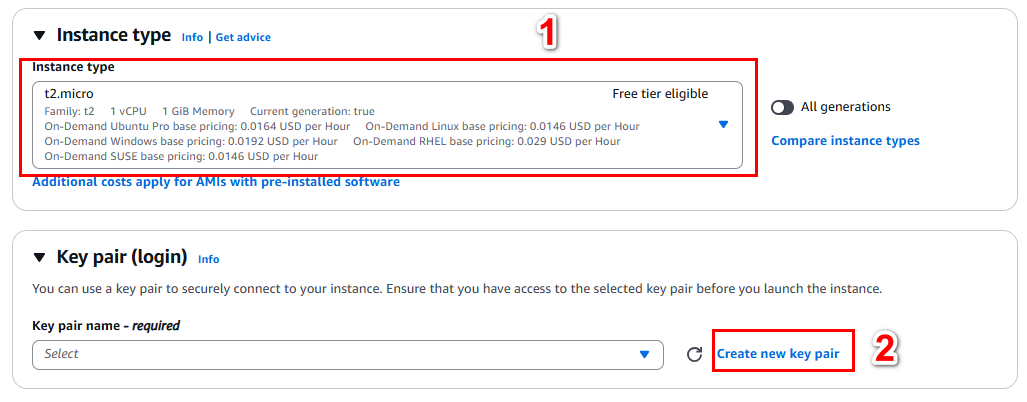 ▼ Instance type Info | Get advice
1
Instance type
t2.micro Free tier eligible
Family: t2 1 vCPU 1 GiB Memory Current generation: true
On-Demand Ubuntu Pro base pricing: 0.0164 USD per Hour On-Demand Linux base pricing: 0.0146 USD per Hour
On-Demand Windows base pricing: 0.0192 USD per Hour On-Demand RHEL base pricing: 0.029 USD per Hour
On-Demand SUSE base pricing: 0.0146 USD per Hour
All generations
Compare instance types
Additional costs apply for AMIs with pre-installed software
▼ Key pair (login) Info
You can use a key pair to securely connect to your instance. Ensure that you have access to the selected key pair before you launch the instance.
Key pair name - required
Select
Create new key pair
2